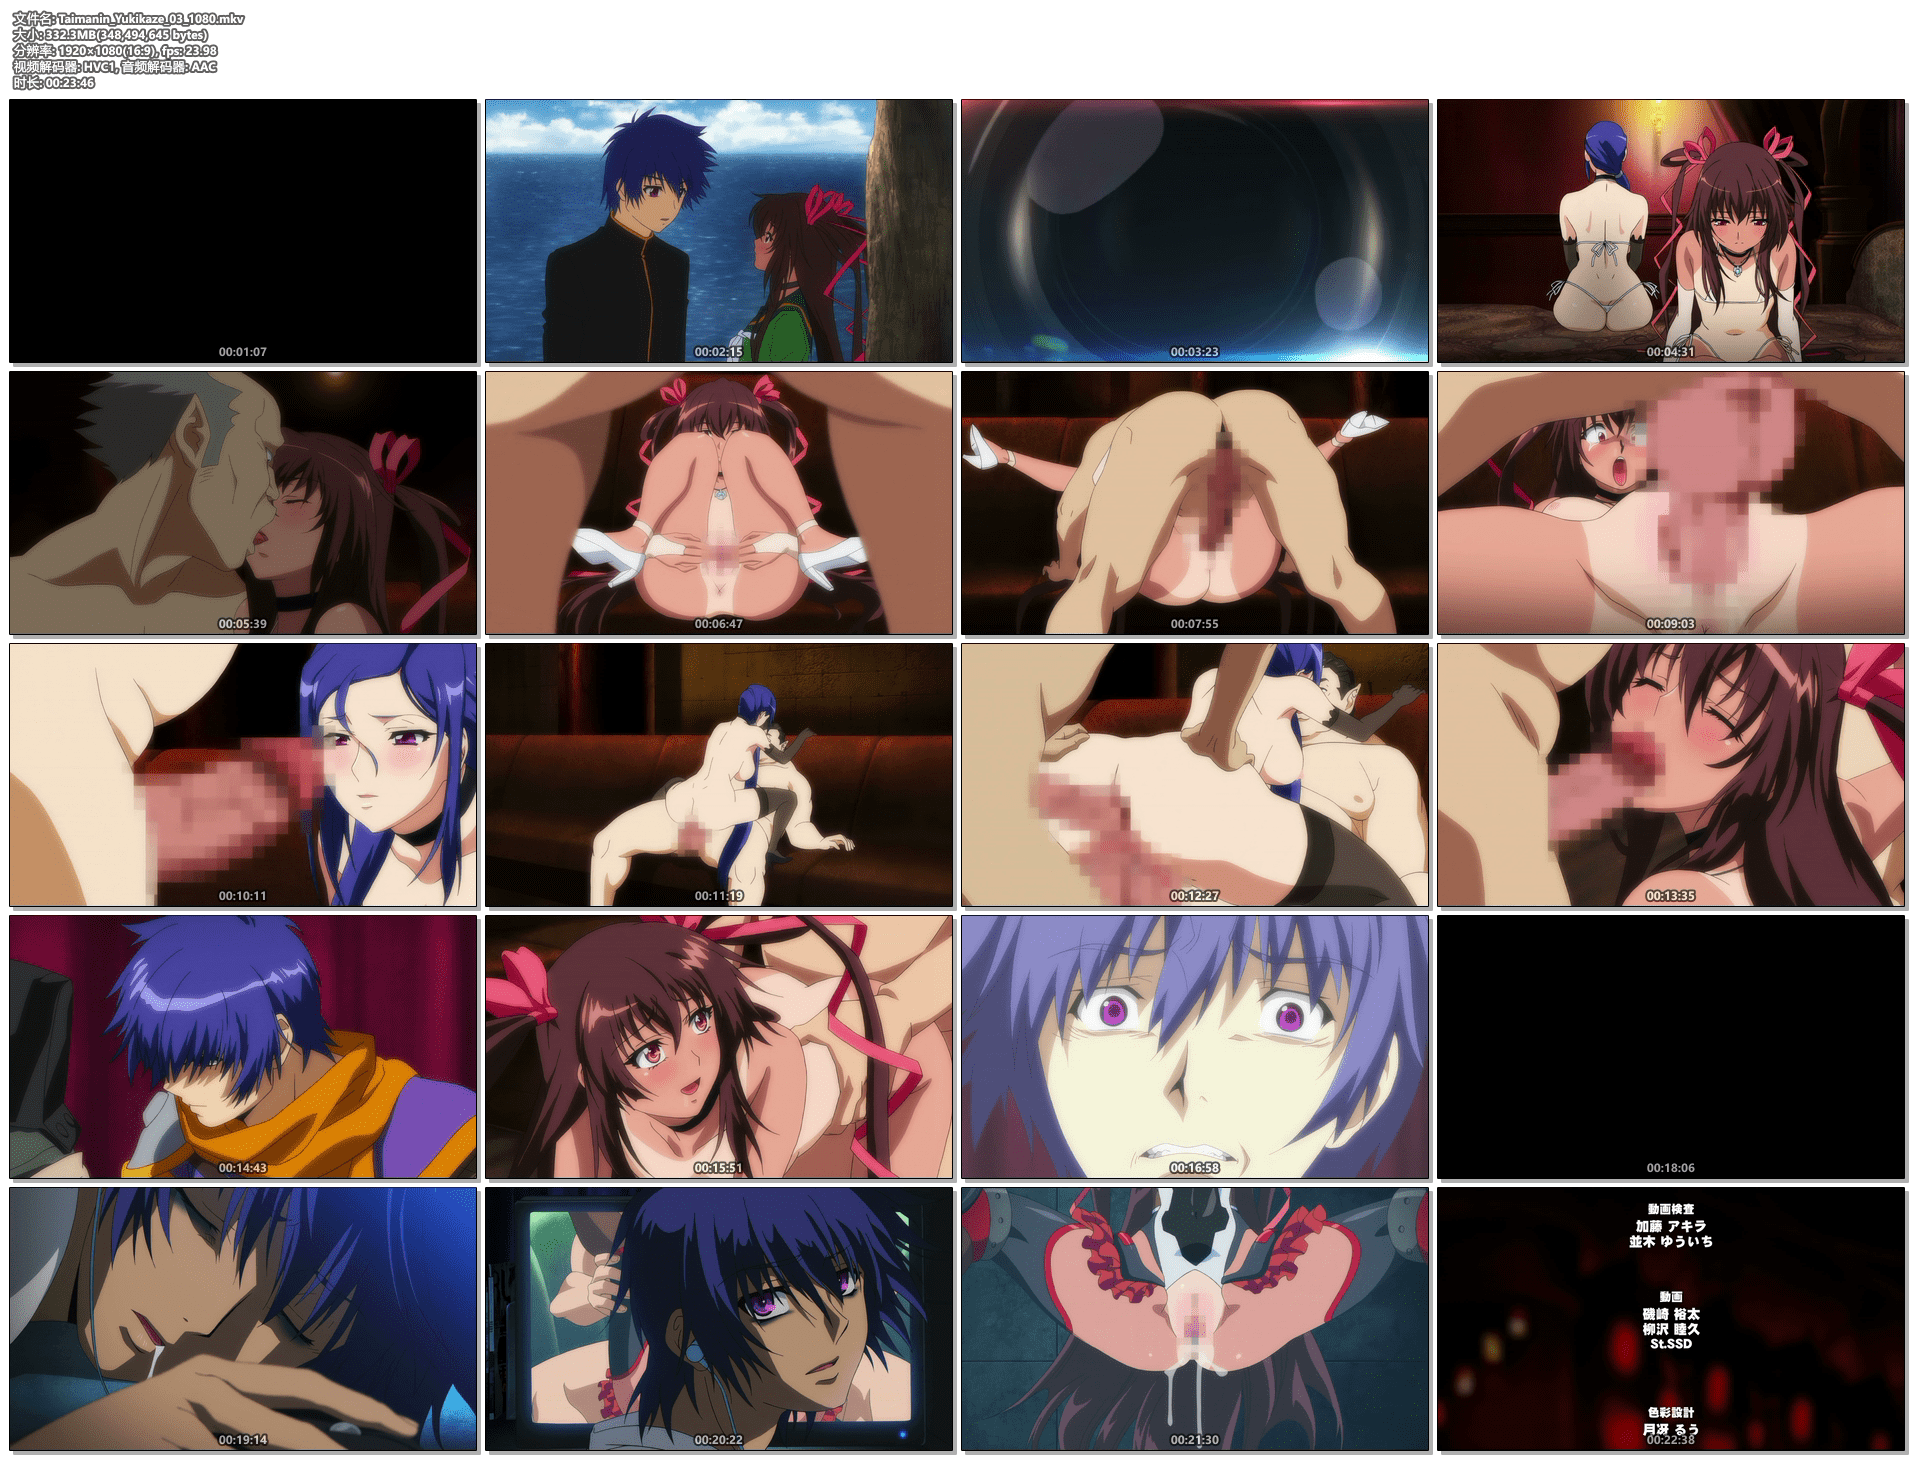 文件名: Taimanin_Yukikaze_03_1080.mkv
大小: 332.3MB(348,494,645 bytes)
分辨率: 1920×1080(16:9), fps: 23.98
视频解码器: HVC1, 音频解码器: AAC
时长: 00:23:46
00:01:07
00:02:15
00:03:23
00:04:31
00:05:39
00:06:47
00:07:55
00:09:03
00:10:11
00:11:19
00:12:27
00:13:35
00:14:43
00:15:51
00:16:58
00:18:06
00:19:14
00:20:22
00:21:30
動画検査
加藤 アキラ
並木 ゆういち
動画
磯﨑 裕太
柳沢 睦久
St.SSD
色彩設計
月冴 るう
00:22:38